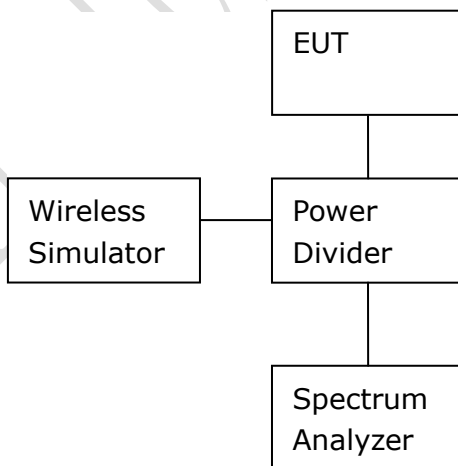 EUT
Wireless
Simulator
Power
Divider
Spectrum
Analyzer